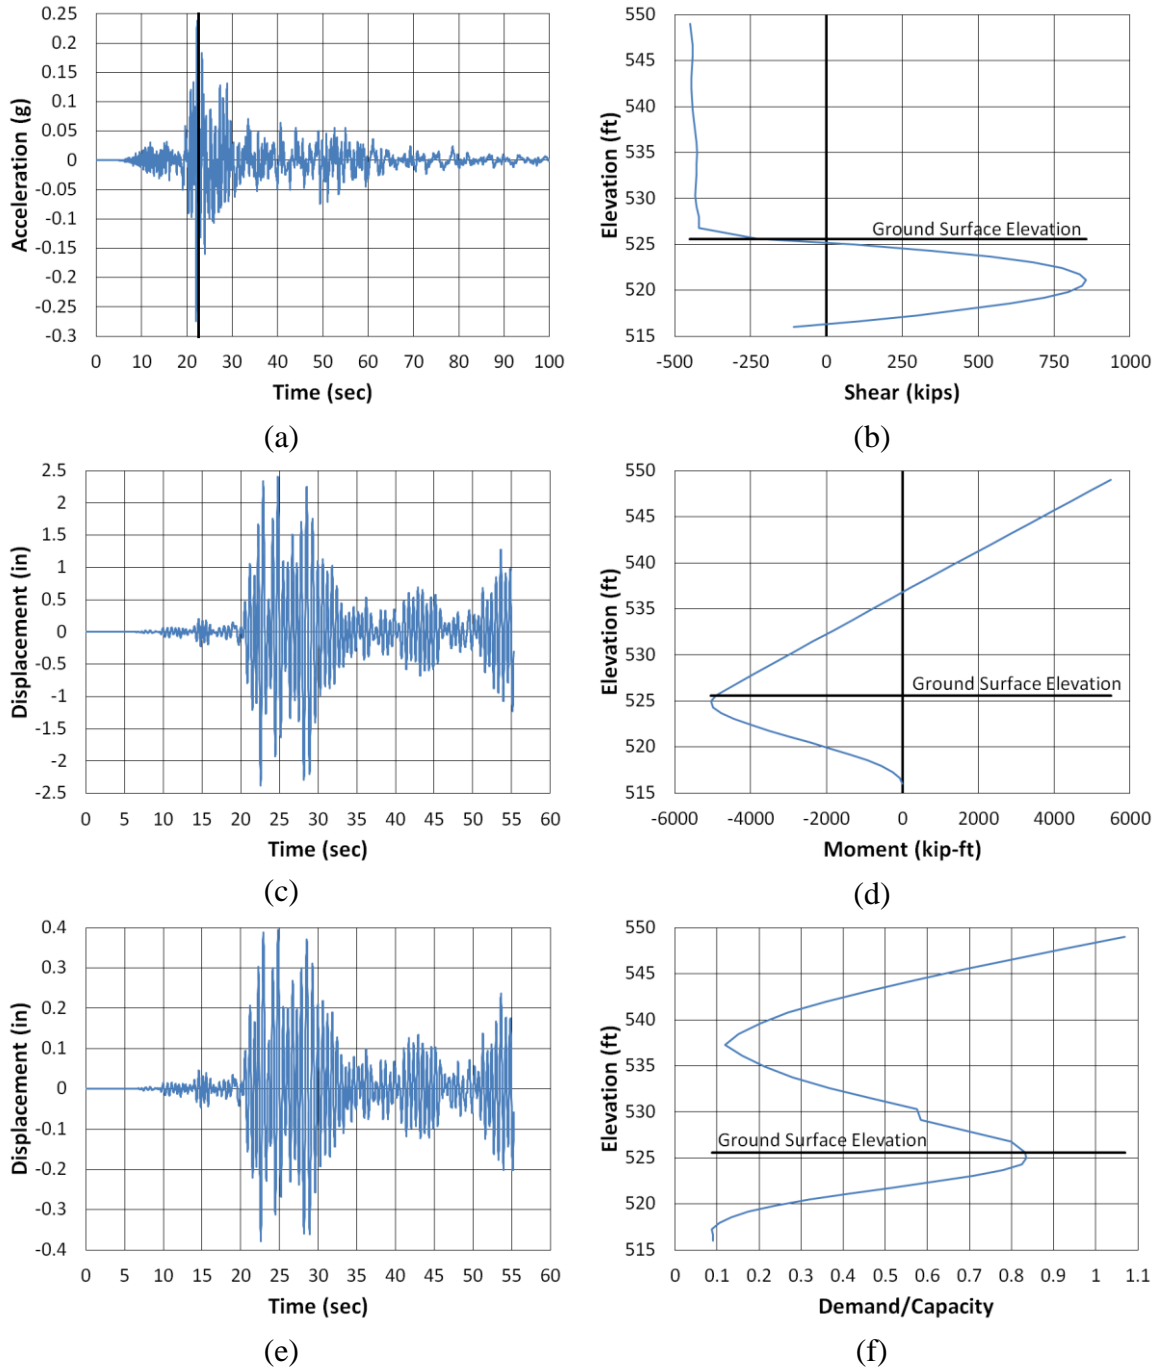 0.25
0.2
0.15
0.1
0.05
0
-0.05
-0.1
-0.15
-0.2
-0.25
-0.3
Acceleration (g)
0 10 20 30 40 50 60 70 80 90 100
Time (sec)
(a)
550
545
540
535
530
525
520
515
Elevation (ft)
Ground Surface Elevation
-500 -250 0 250 500 750 1000
Shear (kips)
(b)
2.5
2
1.5
1
0.5
0
-0.5
-1
-1.5
-2
-2.5
Displacement (in)
0 5 10 15 20 25 30 35 40 45 50 55 60
Time (sec)
(c)
550
545
540
535
530
525
520
515
Elevation (ft)
Ground Surface Elevation
-6000 -4000 -2000 0 2000 4000 6000
Moment (kip-ft)
(d)
0.4
0.3
0.2
0.1
0
-0.1
-0.2
-0.3
-0.4
Displacement (in)
0 5 10 15 20 25 30 35 40 45 50 55 60
Time (sec)
(e)
550
545
540
535
530
525
520
515
Elevation (ft)
Ground Surface Elevation
0 0.1 0.2 0.3 0.4 0.5 0.6 0.7 0.8 0.9 1 1.1
Demand/Capacity
(f)